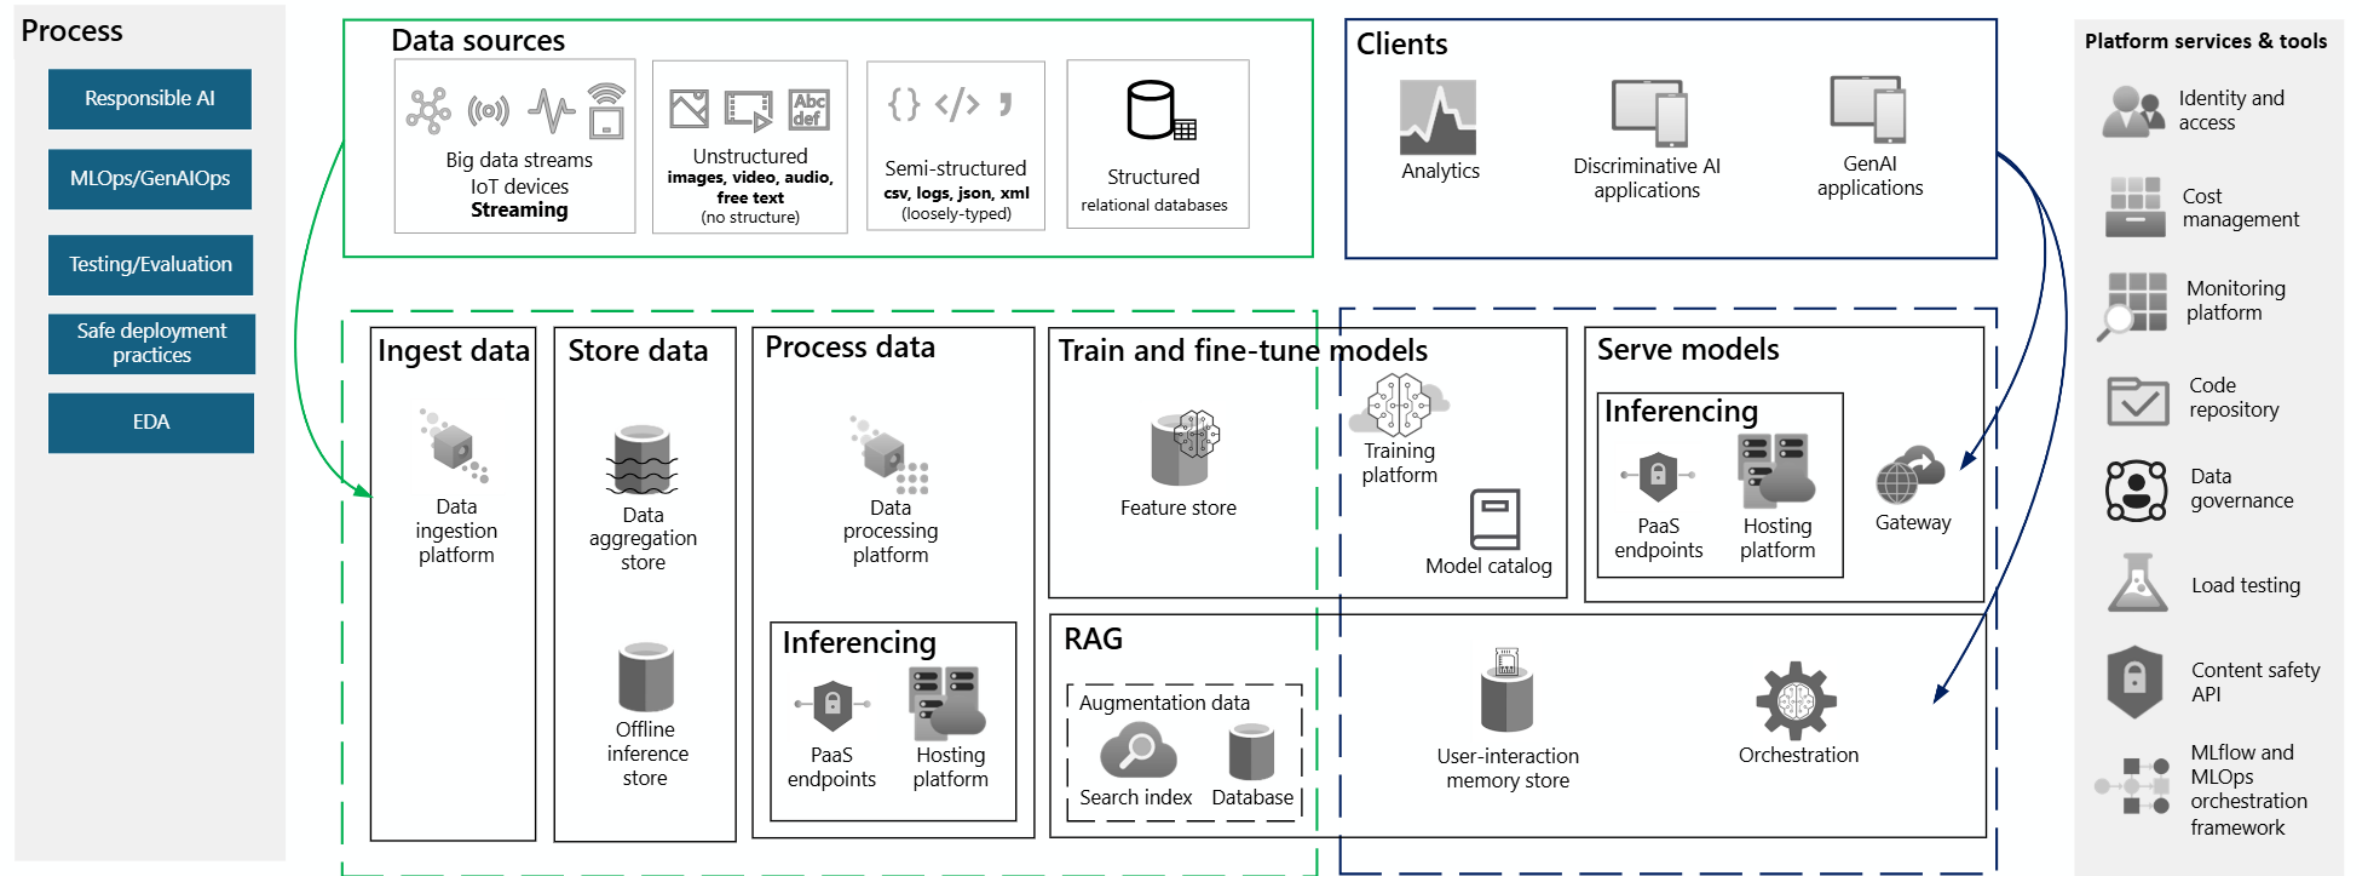 Process
Responsible AI
MLOps/GenAIOps
Testing/Evaluation
Safe deployment
practices
EDA
Data sources
Big data streams
IoT devices
Streaming
Unstructured
images, video, audio,
free text
(no structure)
Abc
def
Semi-structured
csv, logs, json, xml
(loosely-typed)
{} </> ,
Structured
relational databases
Clients
Analytics
Discriminative AI
applications
GenAI
applications
Ingest data
Data
ingestion
platform
Store data
Data
aggregation
store
Offline
inference
store
Process data
Data
processing
platform
Inferencing
PaaS
endpoints
Hosting
platform
Train and fine-tune models
Feature store
Training
platform
Model catalog
Serve models
Inferencing
PaaS
endpoints
Hosting
platform
Gateway
RAG
Augmentation data
Search index
Database
User-interaction
memory store
Orchestration
Platform services & tools
Identity and
access
Cost
management
Monitoring
platform
Code
repository
Data
governance
Load testing
Content safety
API
MLflow and
MLOps
orchestration
framework